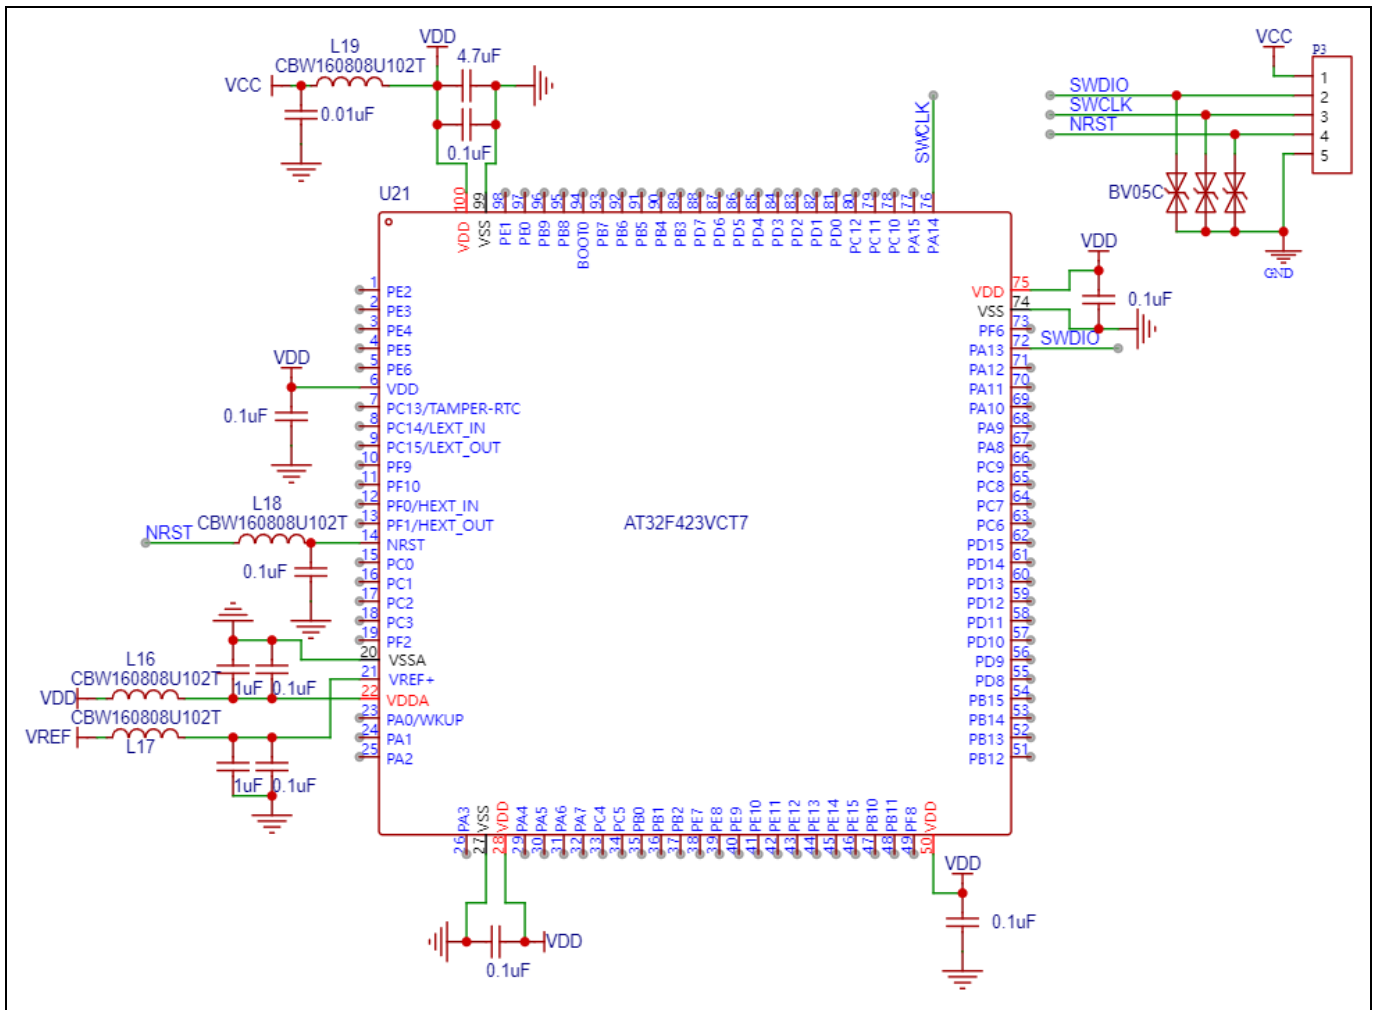 VDD
L19
CBW160808U102T
4.7uF
VCC
0.01uF
0.1uF
SWCLK
VCC
P3
SWDIO
SWCLK
NRST
1
2
3
4
5
BV05C
GND
U21
100 99 98 97 96 95 94 93 92 91 90 89 88 87 86 85 84 83 82 81 80 79 78 77 76
VDD VSS PE1 PE0 PB9 PB8 BOOT0 PB7 PB6 PB5 PB4 PB3 PD7 PD6 PD5 PD4 PD3 PD2 PD1 PD0 PC12 PC11 PC10 PA15 PA14
1 PE2
2 PE3
3 PE4
4 PE5
5 PE6
6 VDD
7 PC13/TAMPER-RTC
8 PC14/LEXT_IN
9 PC15/LEXT_OUT
10 PF9
11 PF10
12 PF0/HEXT_IN
13 PF1/HEXT_OUT
14 NRST
15 PC0
16 PC1
17 PC2
18 PC3
19 PF2
20 VSSA
21 VREF+
22 VDDA
23 PA0/WKUP
24 PA1
25 PA2
VDD
0.1uF
L18
CBW160808U102T
NRST
0.1uF
L16
CBW160808U102T
1uF 0.1uF
VDD
CBW160808U102T
VREF
L17
1uF 0.1uF
AT32F423VCT7
VDD
0.1uF
SWDIO
VDD 75
VSS 74
PF6 73
PA13 72
PA12 71
PA11 70
PA10 69
PA9 68
PA8 67
PC9 66
PC8 65
PC7 64
PC6 63
PD15 62
PD14 61
PD13 60
PD12 59
PD11 58
PD10 57
PD9 56
PD8 55
PB15 54
PB14 53
PB13 52
PB12 51
PA3 VSS VDD PA4 PA5 PA6 PA7 PC4 PC5 PB0 PB1 PB2 PE7 PE8 PE9 PE10 PE11 PE12 PE13 PE14 PE15 PB10 PB11 PF8 VDD
26 27 28 29 30 31 32 33 34 35 36 37 38 39 40 41 42 43 44 45 46 47 48 49 50
VDD
0.1uF
VDD
0.1uF